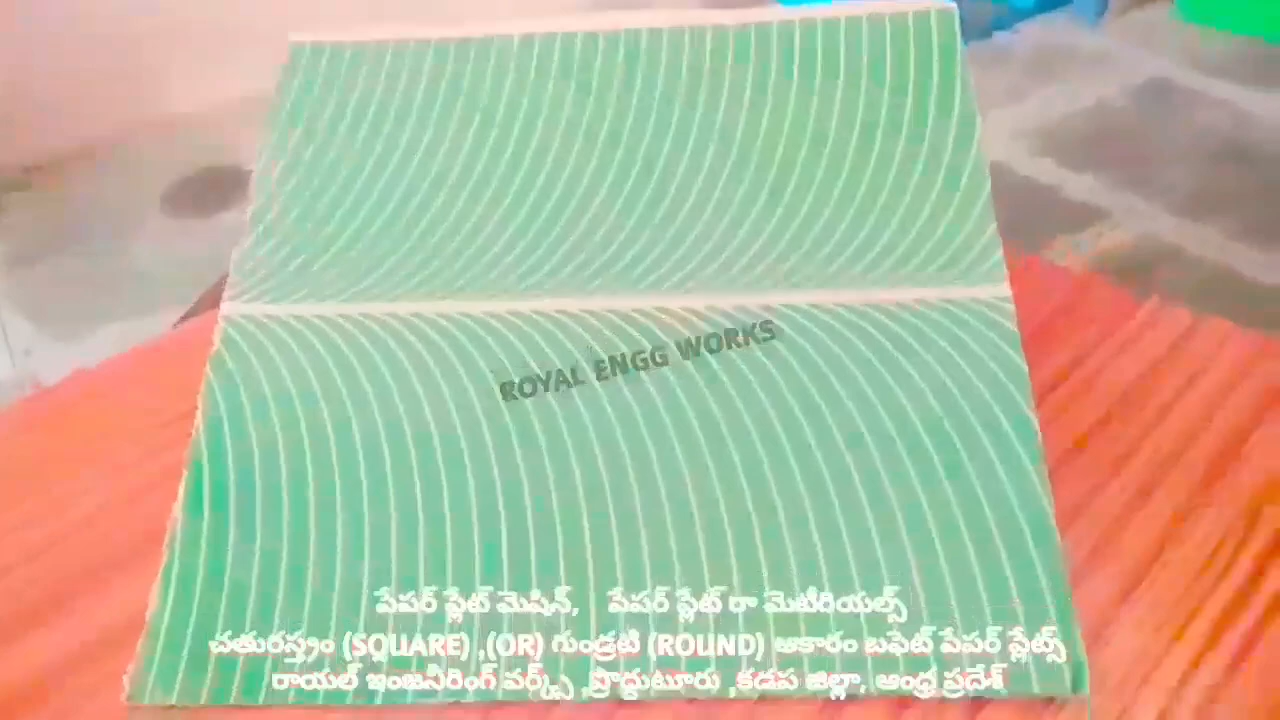 ROYAL ENGG WORKS
పేపర్ ప్లేట్ మెషిన్, పేపర్ ప్లేట్ రా మెటీరియల్స్
చతురస్త్రం (SQUARE) ,(OR) గుండ్రటి (ROUND) ఆకారం బఫేట్ పేపర్ ప్లేట్స్
రాయల్ ఇంజనీరింగ్ వర్క్స్ ,ప్రొద్దుటూరు ,కడప జిల్లా, ఆంధ్ర ప్రదేశ్